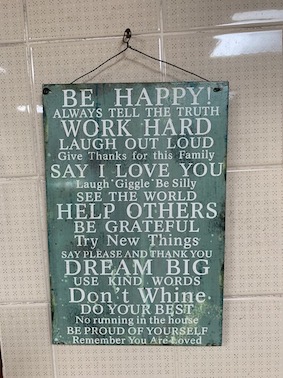 BE HAPPY!
ALWAYS TELL THE TRUTH
WORK HARD
LAUGH OUT LOUD
Give Thanks for this Family
SAY I LOVE YOU
Laugh*Giggle*Be Silly
SEE THE WORLD
HELP OTHERS
BE GRATEFUL
Try New Things
SAY PLEASE AND THANK YOU
DREAM BIG
USE KIND WORDS
Don't Whine
DO YOUR BEST
No running in the house
BE PROUD OF YOURSELF
Remember You Are Loved